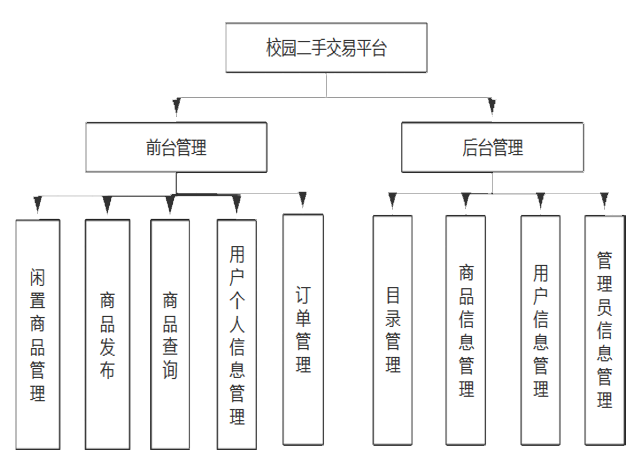 校园二手交易平台
前台管理
后台管理
闲置商品管理
商品发布
商品查询
用户个人信息管理
订单管理
目录管理
商品信息管理
用户信息管理
管理员信息管理